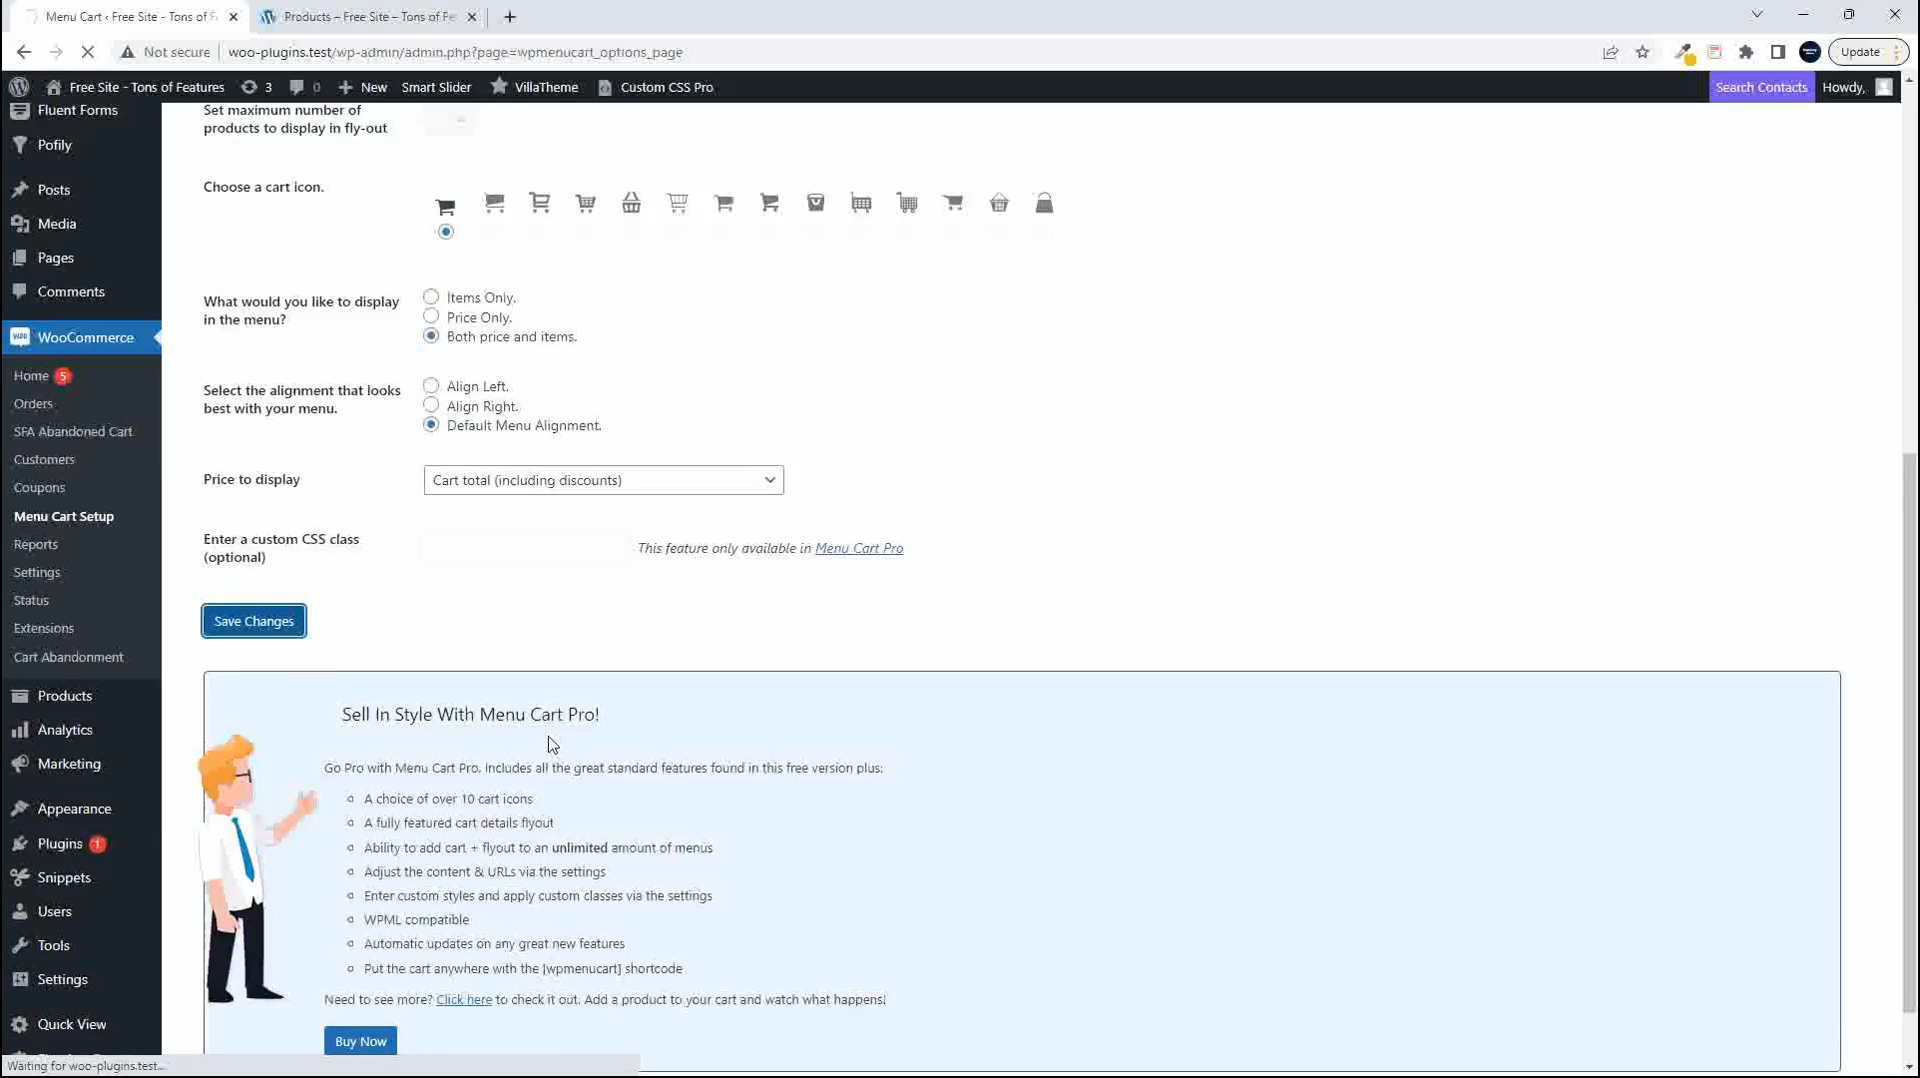 Menu Cart ‹ Free Site - Tons of F
Products – Free Site – Tons of Fe
Not secure
woo-plugins.test/wp-admin/admin.php?page=wpmenucart_options_page
Update
Free Site - Tons of Features
3
0
New
Smart Slider
VillaTheme
Custom CSS Pro
Search Contacts
Howdy,
Fluent Forms
Pofily
Posts
Media
Pages
Comments
WooCommerce
Home 5
Orders
SFA Abandoned Cart
Customers
Coupons
Menu Cart Setup
Reports
Settings
Status
Extensions
Cart Abandonment
Products
Analytics
Marketing
Appearance
Plugins 1
Snippets
Users
Tools
Settings
Quick View
Set maximum number of
products to display in fly-out
Choose a cart icon.
What would you like to display
in the menu?
Items Only.
Price Only.
Both price and items.
Select the alignment that looks
best with your menu.
Align Left.
Align Right.
Default Menu Alignment.
Price to display
Cart total (including discounts)
Enter a custom CSS class
(optional)
This feature only available in Menu Cart Pro
Save Changes
Sell In Style With Menu Cart Pro!
Go Pro with Menu Cart Pro. Includes all the great standard features found in this free version plus:
A choice of over 10 cart icons
A fully featured cart details flyout
Ability to add cart + flyout to an unlimited amount of menus
Adjust the content & URLs via the settings
Enter custom styles and apply custom classes via the settings
WPML compatible
Automatic updates on any great new features
Put the cart anywhere with the [wpmenucart] shortcode
Need to see more? Click here to check it out. Add a product to your cart and watch what happens!
Buy Now
Waiting for woo-plugins.test...